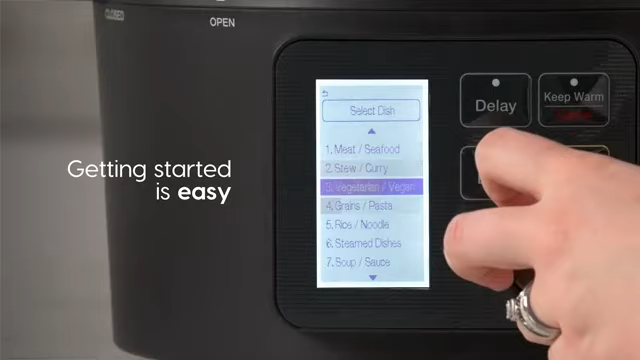 CLOSED
OPEN
Select Dish
1. Meat / Seafood
2. Stew / Curry
3. Vegetarian / Vegan
4. Grains / Pasta
5. Rice / Noodle
6. Steamed Dishes
7. Soup / Sauce
Delay
Keep Warm
Getting started
is easy